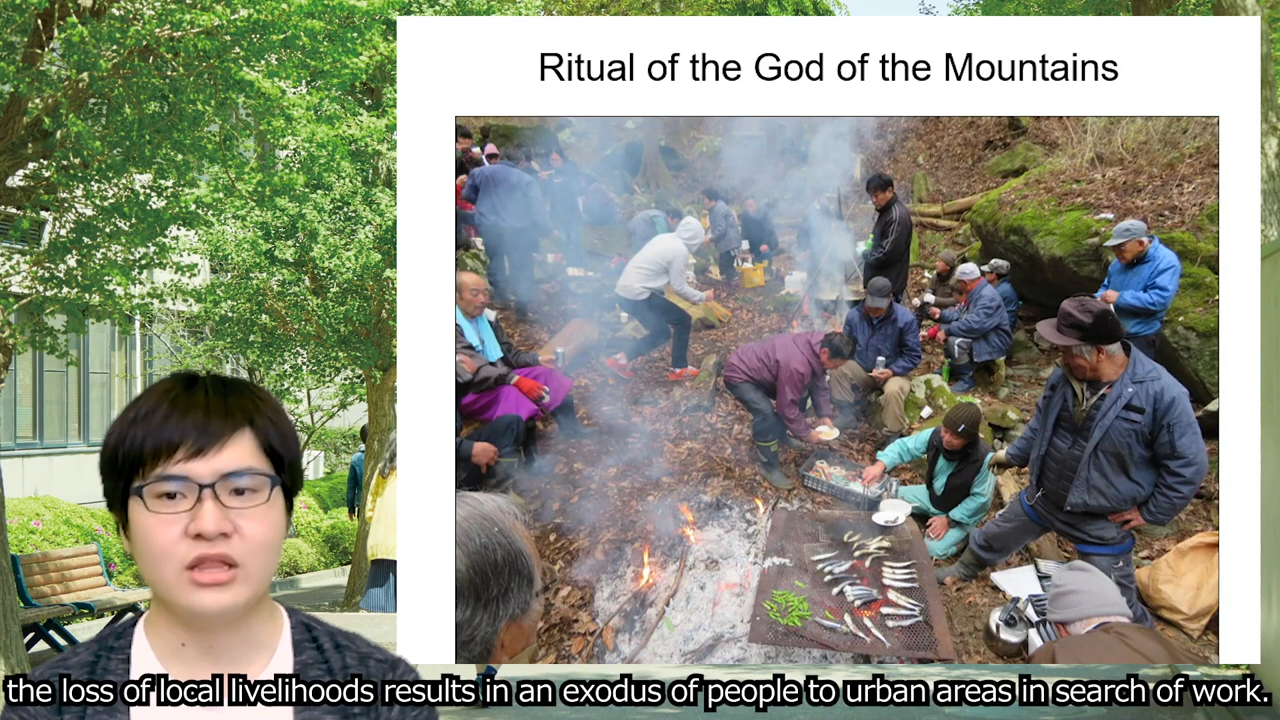 Ritual of the God of the Mountains
the loss of local livelihoods results in an exodus of people to urban areas in search of work.